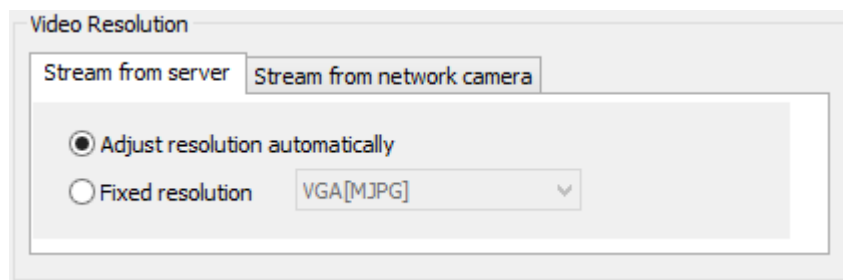 Video Resolution
Stream from server Stream from network camera
Adjust resolution automatically
Fixed resolution VGA[MJPG]